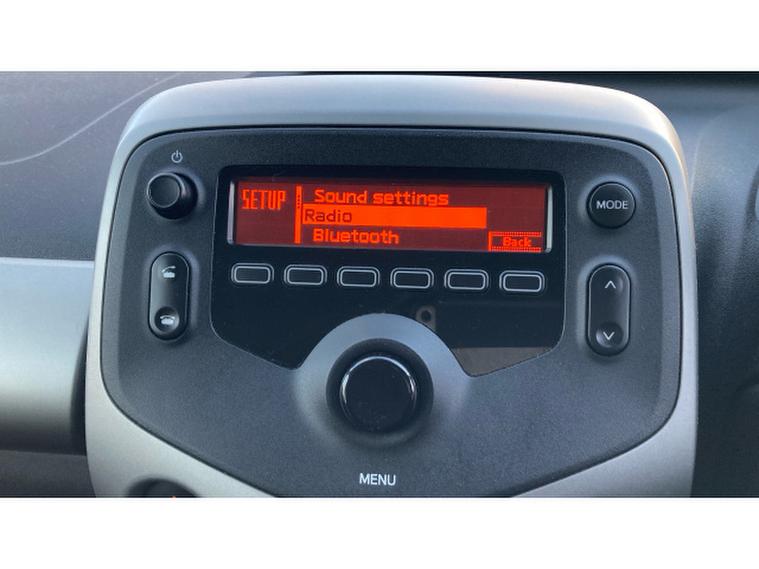 SETUP
Sound settings
Radio
Bluetooth
Back
MODE
MENU